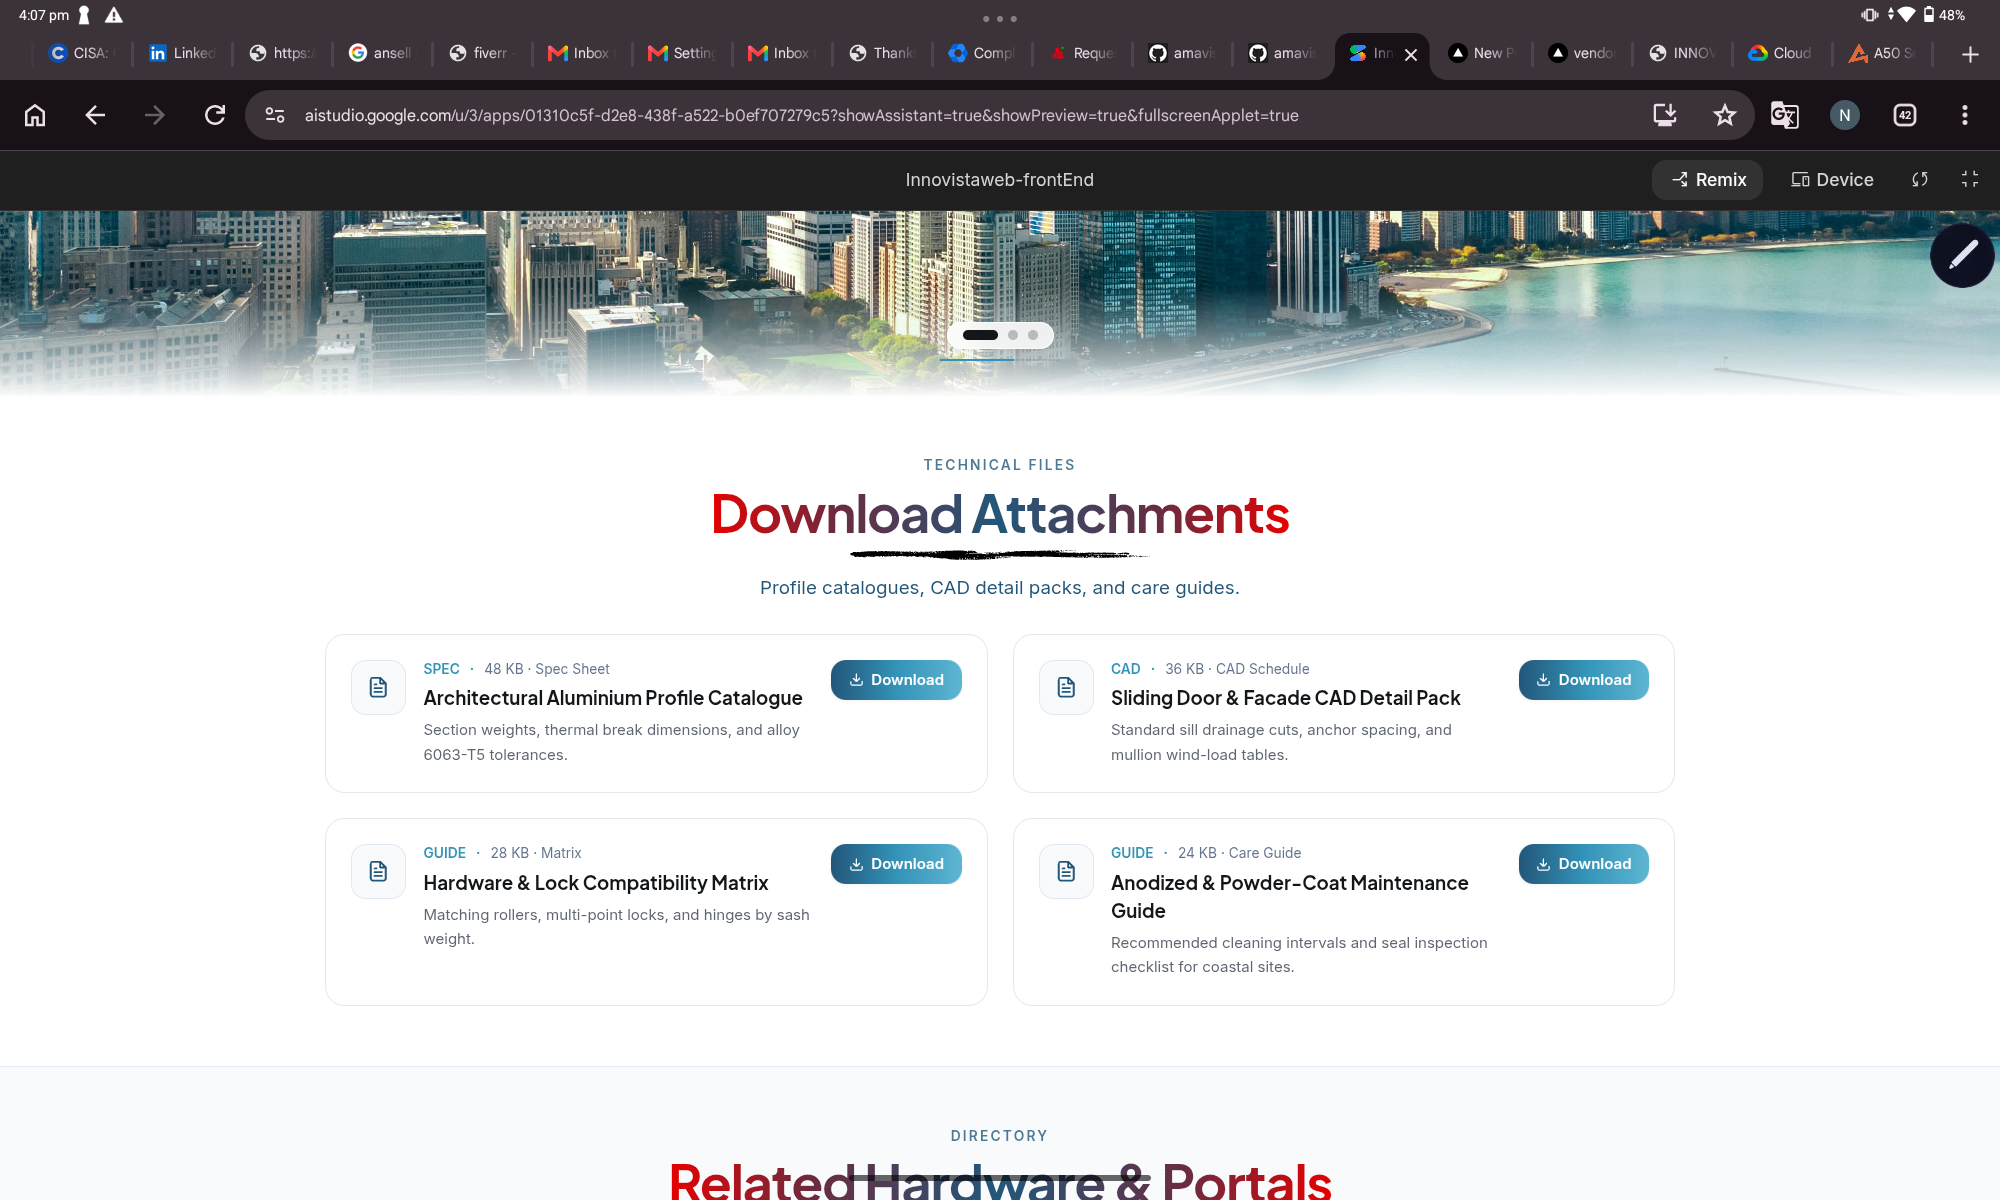 4:07 pm
48%
CISA:
Linked
https:
ansell
fiverr
Inbox
Setting
Inbox
Thank
Compl
Reque
amavi
amavi
Inn
New P
vendo
INNOV
Cloud
A50 S
aistudio.google.com/u/3/apps/01310c5f-d2e8-438f-a522-b0ef707279c5?showAssistant=true&showPreview=true&fullscreenApplet=true
N
42
Innovistaweb-frontEnd
Remix
Device
TECHNICAL FILES
Download Attachments
Profile catalogues, CAD detail packs, and care guides.
SPEC · 48 KB · Spec Sheet
Architectural Aluminium Profile Catalogue
Section weights, thermal break dimensions, and alloy
6063-T5 tolerances.
Download
CAD · 36 KB · CAD Schedule
Sliding Door & Facade CAD Detail Pack
Standard sill drainage cuts, anchor spacing, and
mullion wind-load tables.
Download
GUIDE · 28 KB · Matrix
Hardware & Lock Compatibility Matrix
Matching rollers, multi-point locks, and hinges by sash
weight.
Download
GUIDE · 24 KB · Care Guide
Anodized & Powder-Coat Maintenance
Guide
Recommended cleaning intervals and seal inspection
checklist for coastal sites.
Download
DIRECTORY
Related Hardware & Portals